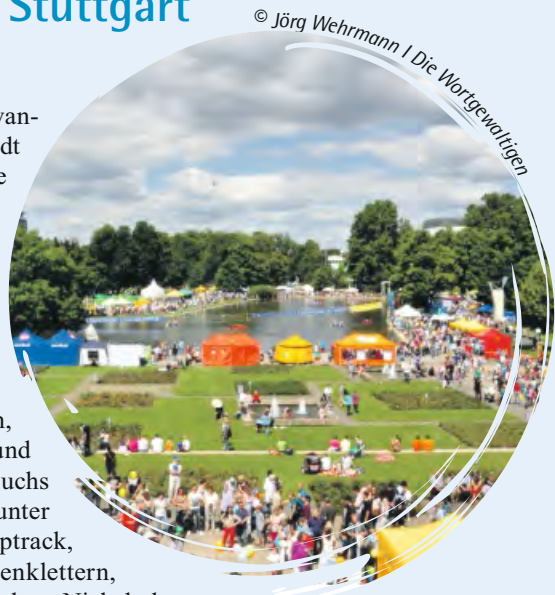 Stuttgart
© Jörg Wehrmann I Die Wortgewaltigen
van-
dt
e
n,
und
uchs
unter
ptrack,
enklettern,